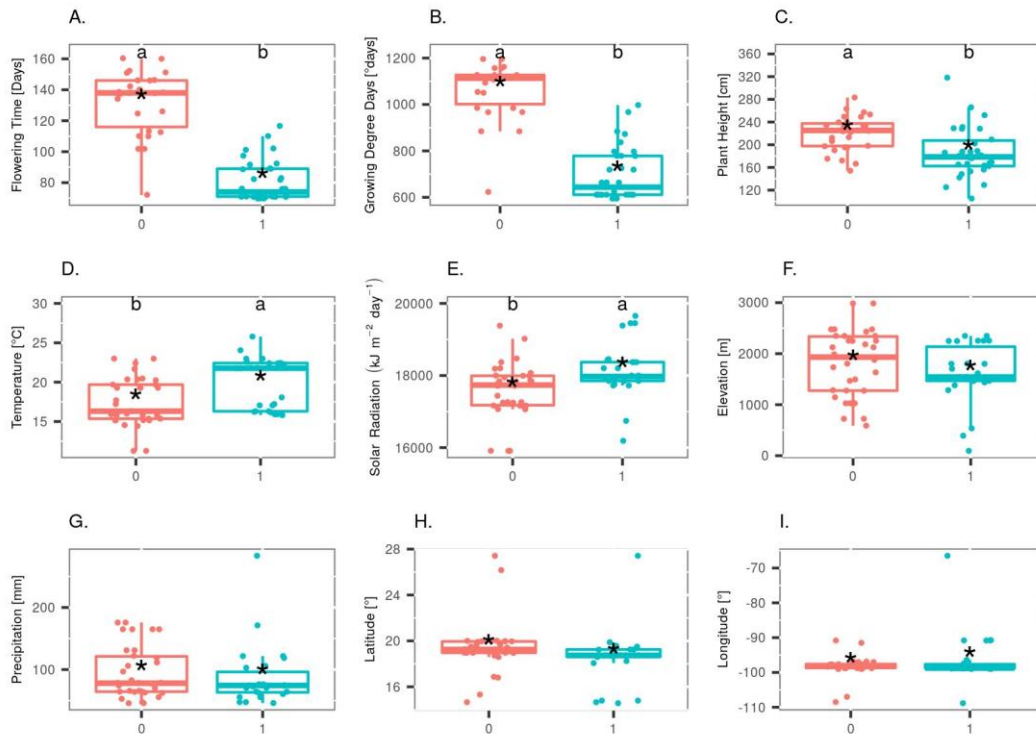 A.
B.
C.
Flowering Time [Days]
160
140
120
100
80
a
b
0
1
Growing Degree Days [°days]
1200
1000
800
600
a
b
0
1
Plant Height [cm]
360
320
280
240
200
160
120
a
b
0
1
D.
E.
F.
Temperature [°C]
30
25
20
15
b
a
0
1
Solar Radiation (kJ m⁻² day⁻¹)
20000
18000
16000
b
a
0
1
Elevation [m]
3000
2000
1000
0
0
1
G.
H.
I.
Precipitation [mm]
200
100
0
1
Latitude [°]
28
24
20
16
0
1
Longitude [°]
-70
-80
-90
-100
-110
0
1